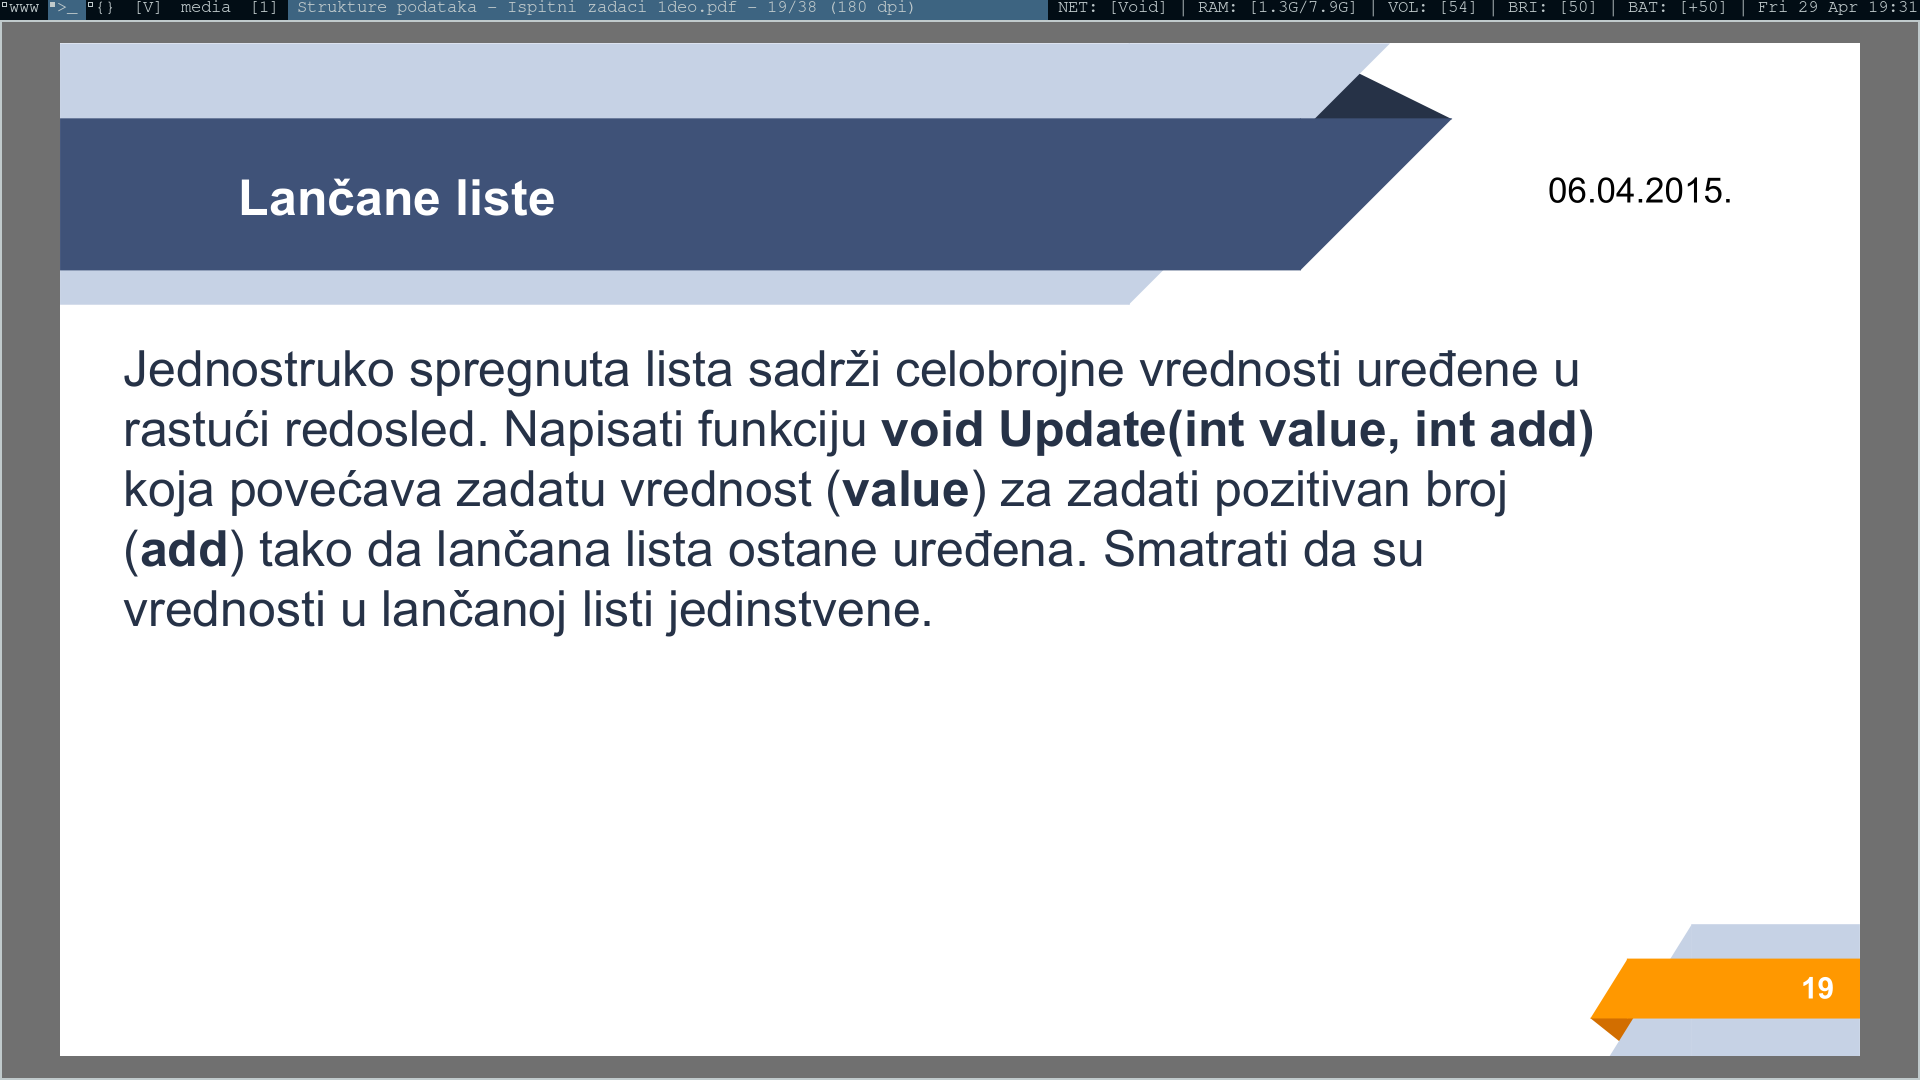 www >_ {} [V] media [1] Strukture podataka - Ispitni zadaci 1deo.pdf - 19/38 (180 dpi) NET: [Void] | RAM: [1.3G/7.9G] | VOL: [54] | BRI: [50] | BAT: [+50] | Fri 29 Apr 19:31
Lančane liste
06.04.2015.
Jednostruko spregnuta lista sadrži celobrojne vrednosti uređene u
rastući redosled. Napisati funkciju void Update(int value, int add)
koja povećava zadatu vrednost (value) za zadati pozitivan broj
(add) tako da lančana lista ostane uređena. Smatrati da su
vrednosti u lančanoj listi jedinstvene.
19